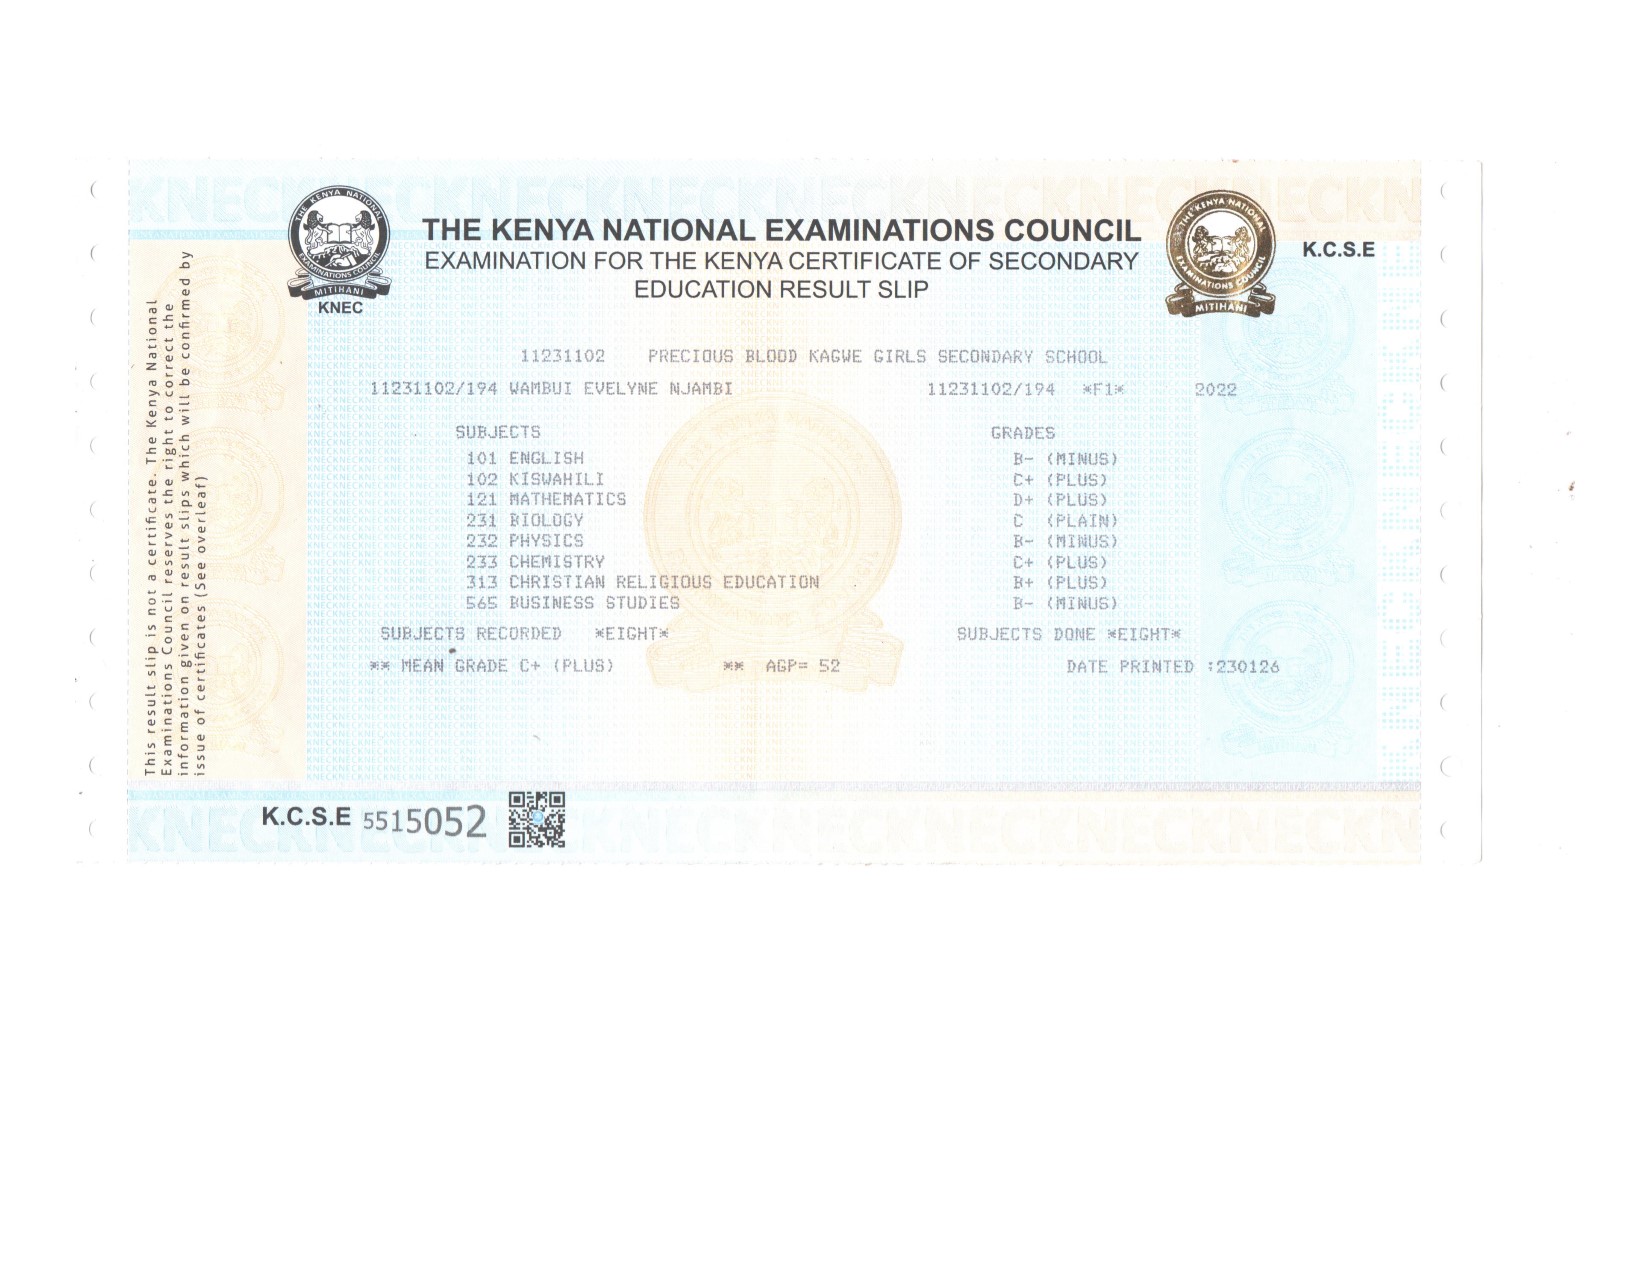 THE KENYA NATIONAL EXAMINATIONS COUNCIL
MITIHANI
KNEC
THE KENYA NATIONAL EXAMINATIONS COUNCIL
EXAMINATION FOR THE KENYA CERTIFICATE OF SECONDARY
EDUCATION RESULT SLIP
THE KENYA NATIONAL EXAMINATIONS COUNCIL
MITIHANI
K.C.S.E
11231102 PRECIOUS BLOOD KAGWE GIRLS SECONDARY SCHOOL
11231102/194 WAMBUI EVELYNE NJAMBI 11231102/194 *F1* 2022
SUBJECTS GRADES
101 ENGLISH B- (MINUS)
102 KISWAHILI C+ (PLUS)
121 MATHEMATICS D+ (PLUS)
231 BIOLOGY C (PLAIN)
232 PHYSICS B- (MINUS)
233 CHEMISTRY C+ (PLUS)
313 CHRISTIAN RELIGIOUS EDUCATION B+ (PLUS)
565 BUSINESS STUDIES B- (MINUS)
SUBJECTS RECORDED *EIGHT* SUBJECTS DONE *EIGHT*
** MEAN GRADE C+ (PLUS) ** AGP= 52 DATE PRINTED :230126
This result slip is not a certificate. The Kenya National
Examinations Council reserves the right to correct the
information given on result slips which will be confirmed by
issue of certificates (See overleaf)
K.C.S.E 5515052